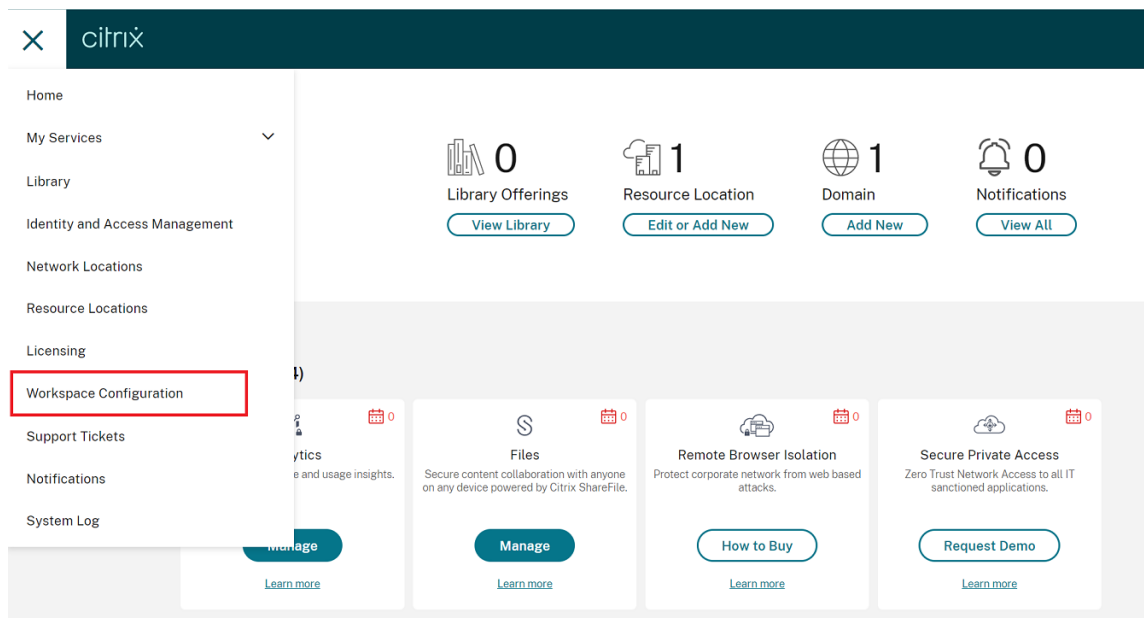 citrix
Home
My Services
Library
Identity and Access Management
Network Locations
Resource Locations
Licensing
Workspace Configuration
Support Tickets
Notifications
System Log
0
Library Offerings
View Library
1
Resource Location
Edit or Add New
1
Domain
Add New
0
Notifications
View All
4)
0
ytics
e and usage insights.
Manage
Learn more
0
Files
Secure content collaboration with anyone
on any device powered by Citrix ShareFile.
Manage
Learn more
0
Remote Browser Isolation
Protect corporate network from web based
attacks.
How to Buy
Learn more
0
Secure Private Access
Zero Trust Network Access to all IT
sanctioned applications.
Request Demo
Learn more